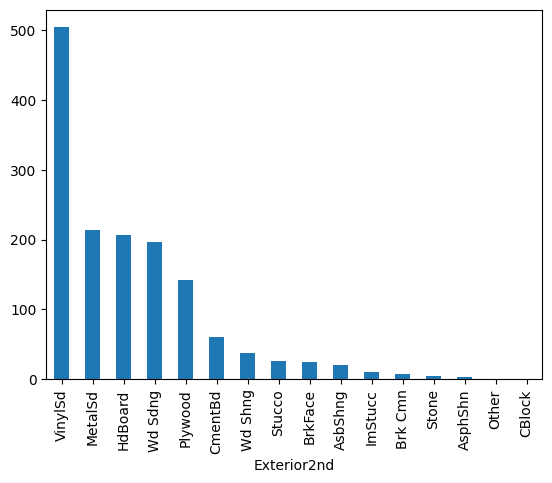 500
400
300
200
100
0
VinylSd
MetalSd
HdBoard
Wd Sdng
Plywood
CmentBd
Wd Shng
Stucco
BrkFace
AsbShng
ImStucc
Brk Cmn
Stone
AsphShn
Other
CBlock
Exterior2nd